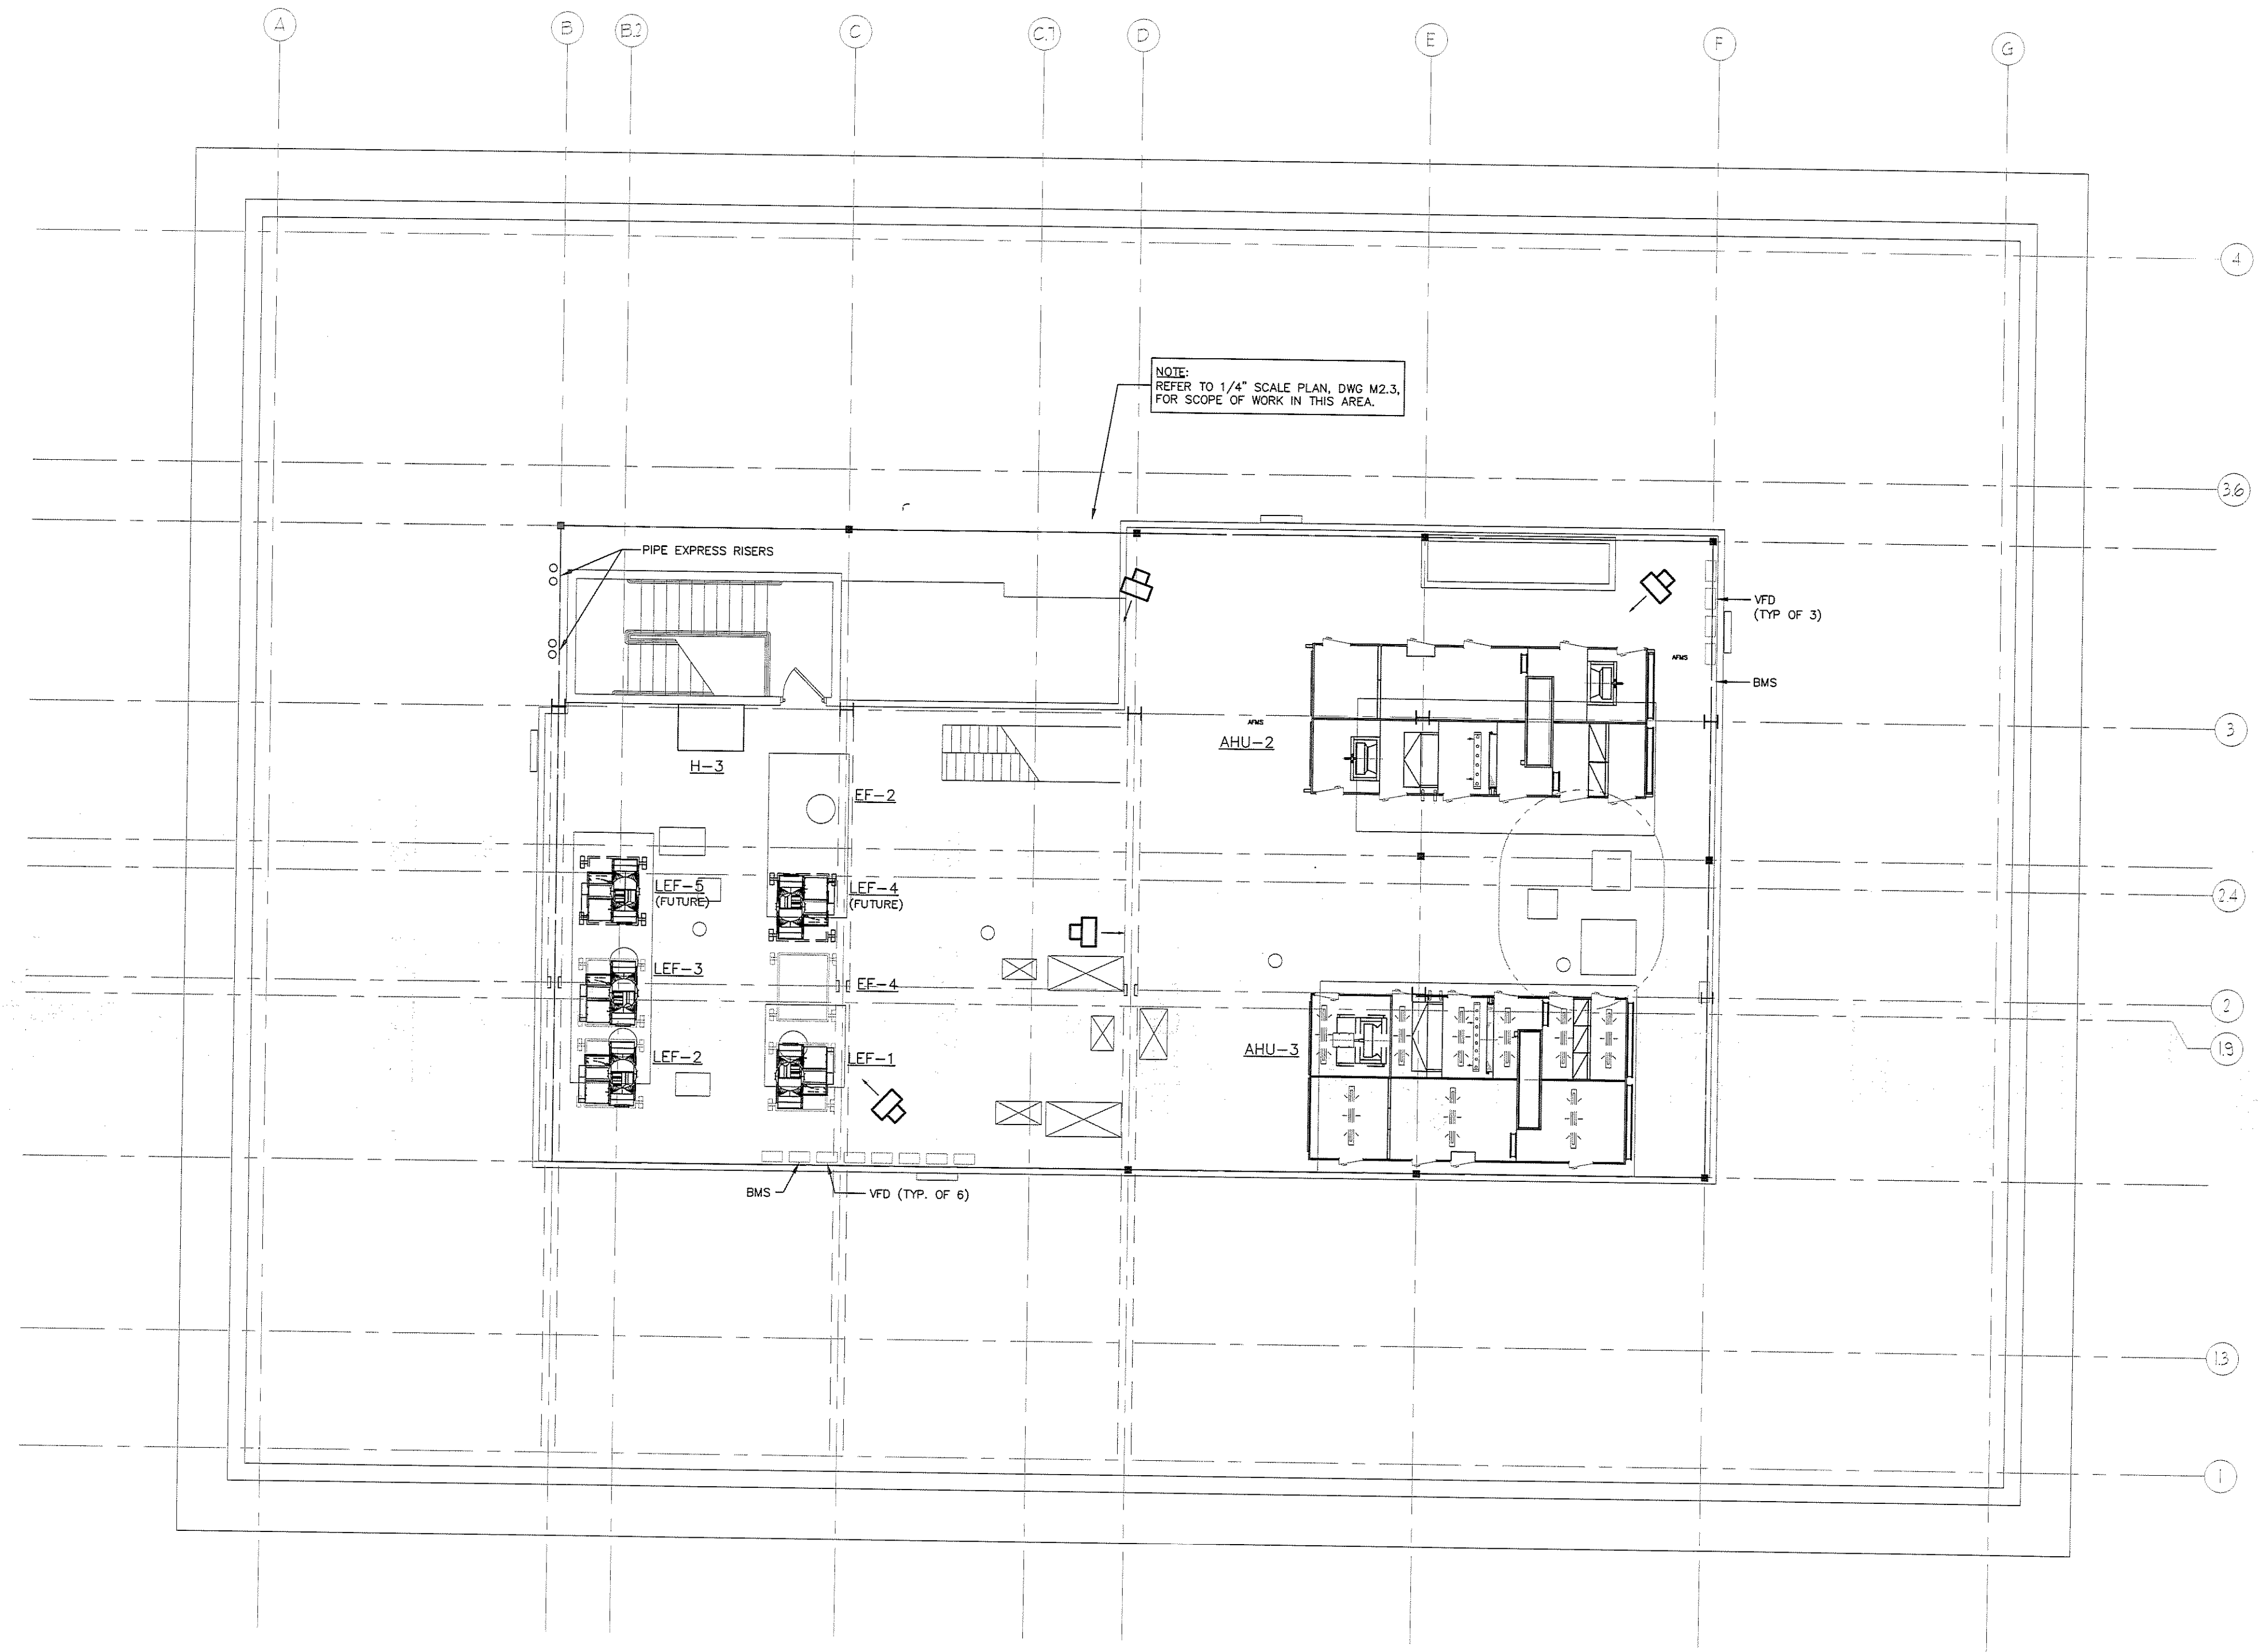 A
B
B.2
C
C.7
D
E
F
G
4
NOTE:
REFER TO 1/4" SCALE PLAN, DWG M2.3,
FOR SCOPE OF WORK IN THIS AREA.
3.6
PIPE EXPRESS RISERS
VFD
(TYP OF 3)
AFMS
BMS
AFMS
3
AHU-2
H-3
EF-2
LEF-5
(FUTURE)
LEF-4
(FUTURE)
2.4
LEF-3
EF-4
2
LEF-2
LEF-1
AHU-3
1.9
BMS
VFD (TYP. OF 6)
1.3
1